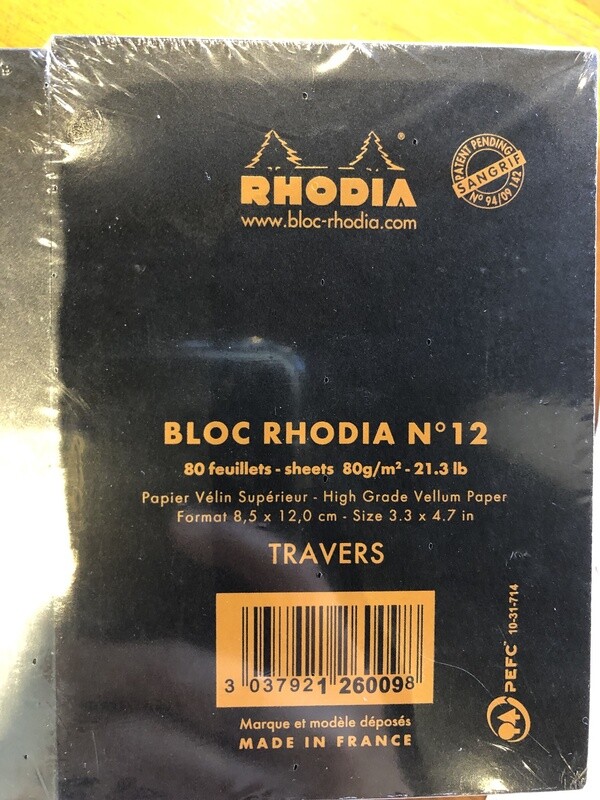 RHODIA®
www.bloc-rhodia.com
PATENT PENDING
SANGRIF
N° 94/09 142
BLOC RHODIA N°12
80 feuillets - sheets 80g/m² - 21.3 lb
Papier Vélin Supérieur - High Grade Vellum Paper
Format 8,5 x 12,0 cm - Size 3.3 x 4.7 in
TRAVERS
3 037921 260098
Marque et modèle déposés
MADE IN FRANCE
PEFC™ 10-31-714